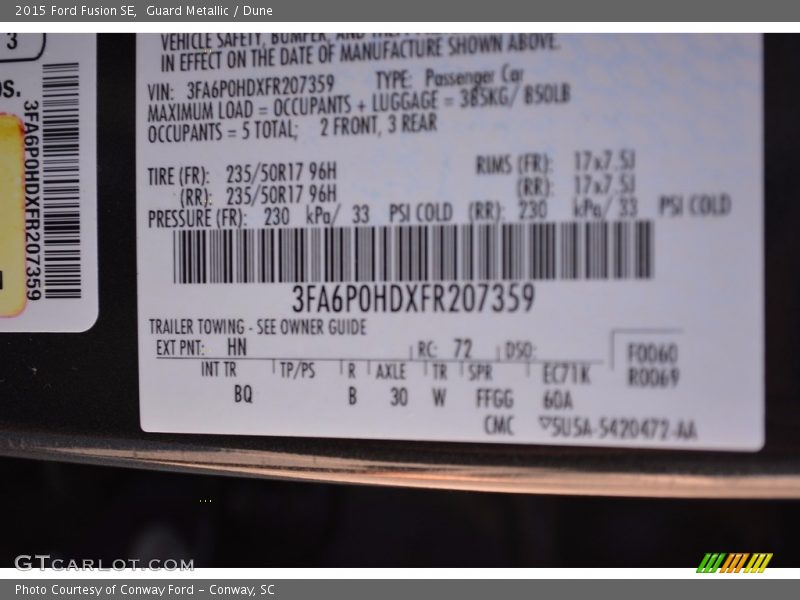 2015 Ford Fusion SE, Guard Metallic / Dune
3
OS.
3FA6P0HDXFR207359
VEHICLE SAFETY, BUMPER, AND
IN EFFECT ON THE DATE OF MANUFACTURE SHOWN ABOVE.
VIN: 3FA6P0HDXFR207359 TYPE: Passenger Car
MAXIMUM LOAD = OCCUPANTS + LUGGAGE = 385KG/ 850LB
OCCUPANTS = 5 TOTAL; 2 FRONT, 3 REAR
TIRE (FR): 235/50R17 96H RIMS (FR): 17x7.5J
(RR): 235/50R17 96H (RR): 17x7.5J
PRESSURE (FR): 230 kPa/ 33 PSI COLD (RR): 230 kPa/ 33 PSI COLD
3FA6P0HDXFR207359
TRAILER TOWING - SEE OWNER GUIDE
EXT PNT: HN RC: 72 DSO: F0060
R0069
INT TR TP/PS R AXLE TR SPR EC71K
BQ B 30 W FFGG 60A
CMC ▽5U5A-5420472-AA
GTCARLOT.COM
Photo Courtesy of Conway Ford – Conway, SC